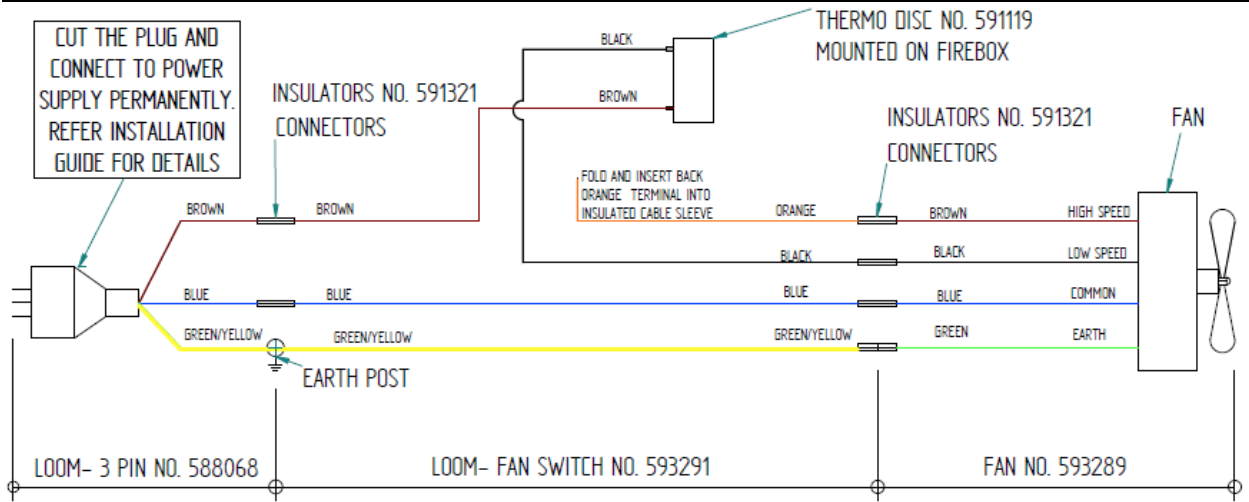 CUT THE PLUG AND
CONNECT TO POWER
SUPPLY PERMANENTLY.
REFER INSTALLATION
GUIDE FOR DETAILS
INSULATORS NO. 591321
CONNECTORS
BLACK
BROWN
THERMO DISC NO. 591119
MOUNTED ON FIREBOX
INSULATORS NO. 591321
CONNECTORS
FAN
FOLD AND INSERT BACK
ORANGE TERMINAL INTO
INSULATED CABLE SLEEVE
BROWN
BROWN
ORANGE
BROWN
HIGH SPEED
BLACK
BLACK
LOW SPEED
BLUE
BLUE
BLUE
BLUE
COMMON
GREEN/YELLOW
GREEN/YELLOW
GREEN/YELLOW
GREEN
EARTH
EARTH POST
LOOM- 3 PIN NO. 588068
LOOM- FAN SWITCH NO. 593291
FAN NO. 593289